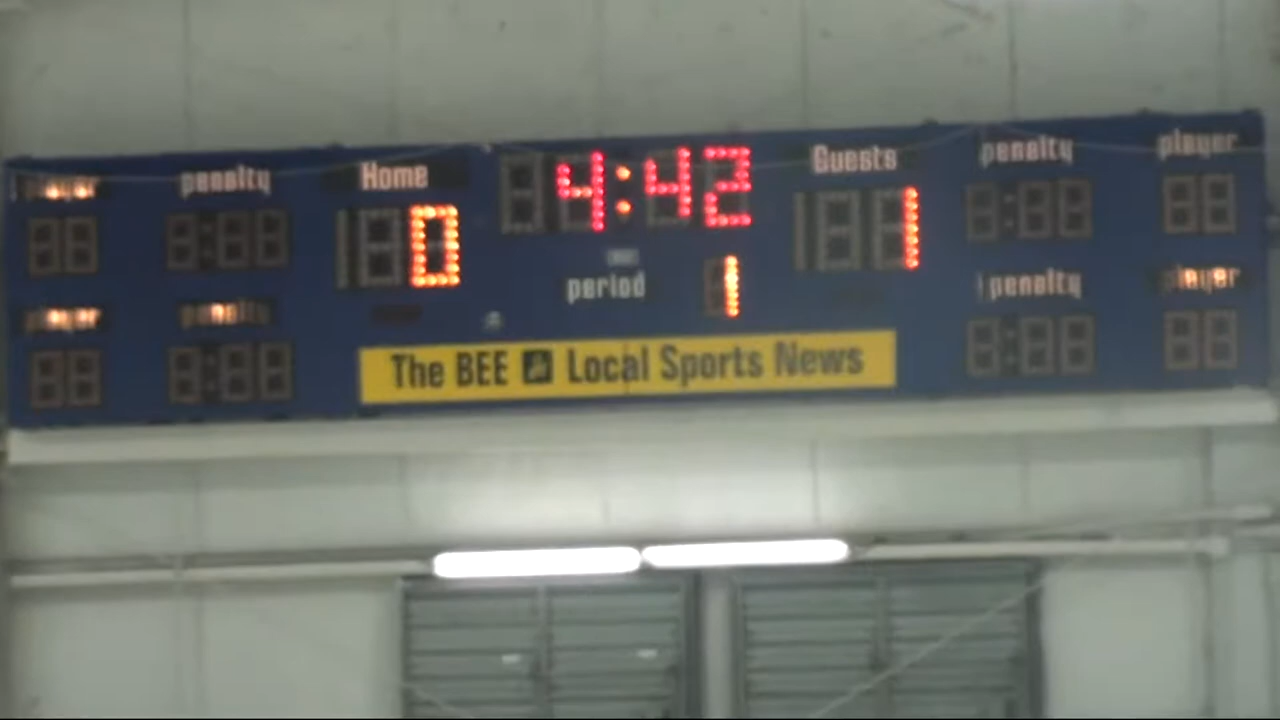 player penalty Home 4:42 Guests penalty player
0 1
period 1
player penalty penalty player
The BEE Local Sports News